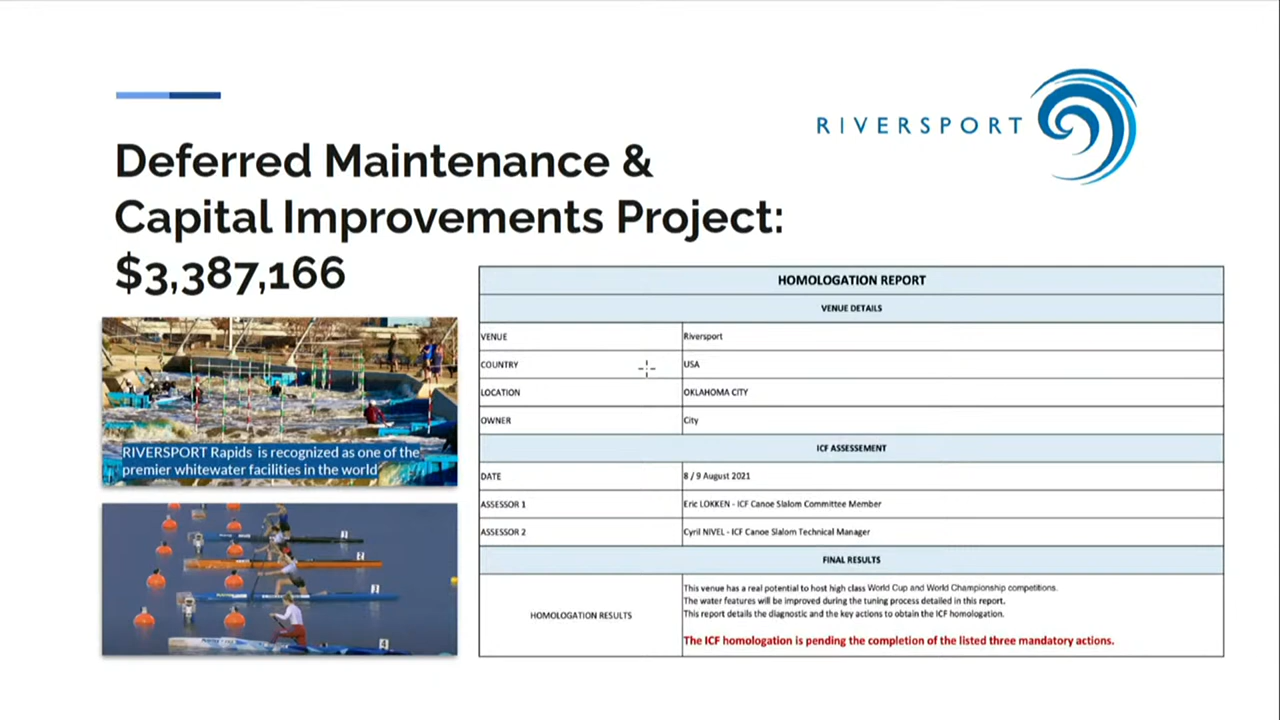 RIVERSPORT
Deferred Maintenance &
Capital Improvements Project:
$3,387,166
RIVERSPORT Rapids is recognized as one of the
premier whitewater facilities in the world
HOMOLOGATION REPORT
VENUE DETAILS
VENUE Riversport
COUNTRY USA
LOCATION OKLAHOMA CITY
OWNER City
ICF ASSESSEMENT
DATE 8 / 9 August 2021
ASSESSOR 1 Eric LOKKEN - ICF Canoe Slalom Committee Member
ASSESSOR 2 Cyril NIVEL - ICF Canoe Slalom Technical Manager
FINAL RESULTS
HOMOLOGATION RESULTS
This venue has a real potential to host high class World Cup and World Championship competitions.
The water features will be improved during the tuning process detailed in this report.
This report details the diagnostic and the key actions to obtain the ICF homologation.
The ICF homologation is pending the completion of the listed three mandatory actions.